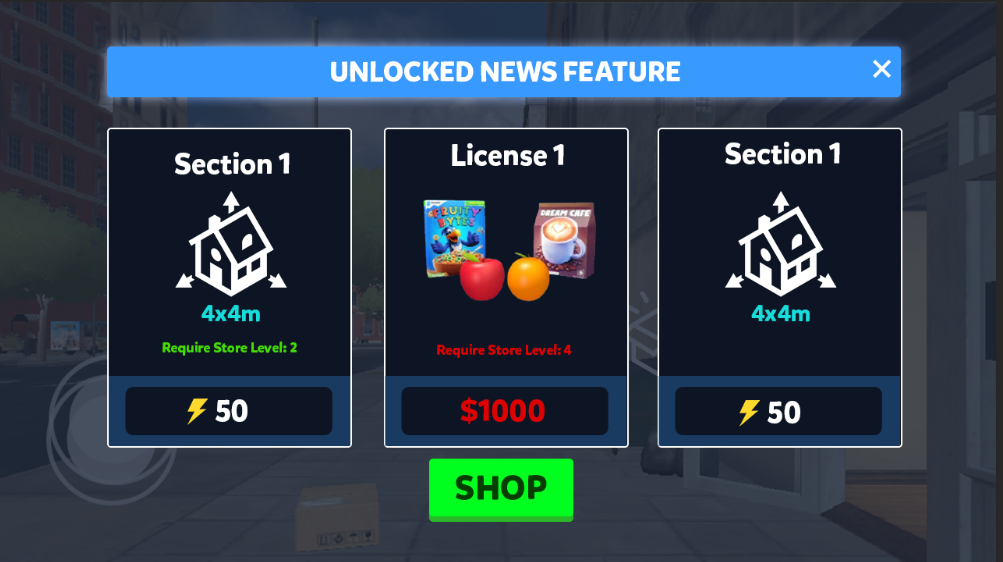 UNLOCKED NEWS FEATURE
Section 1
4x4m
Require Store Level: 2
50
License 1
FRUITY
BYTES
DREAM CAFE
Require Store Level: 4
$1000
Section 1
4x4m
50
SHOP